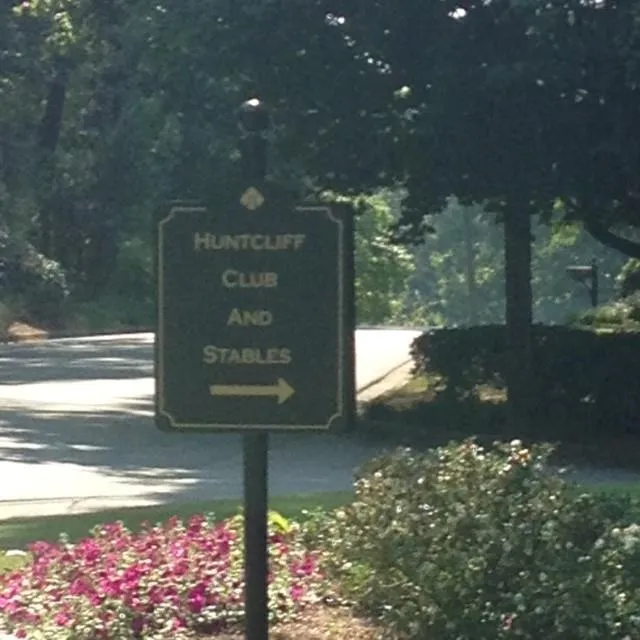 HUNTCLIFF
CLUB
AND
STABLES